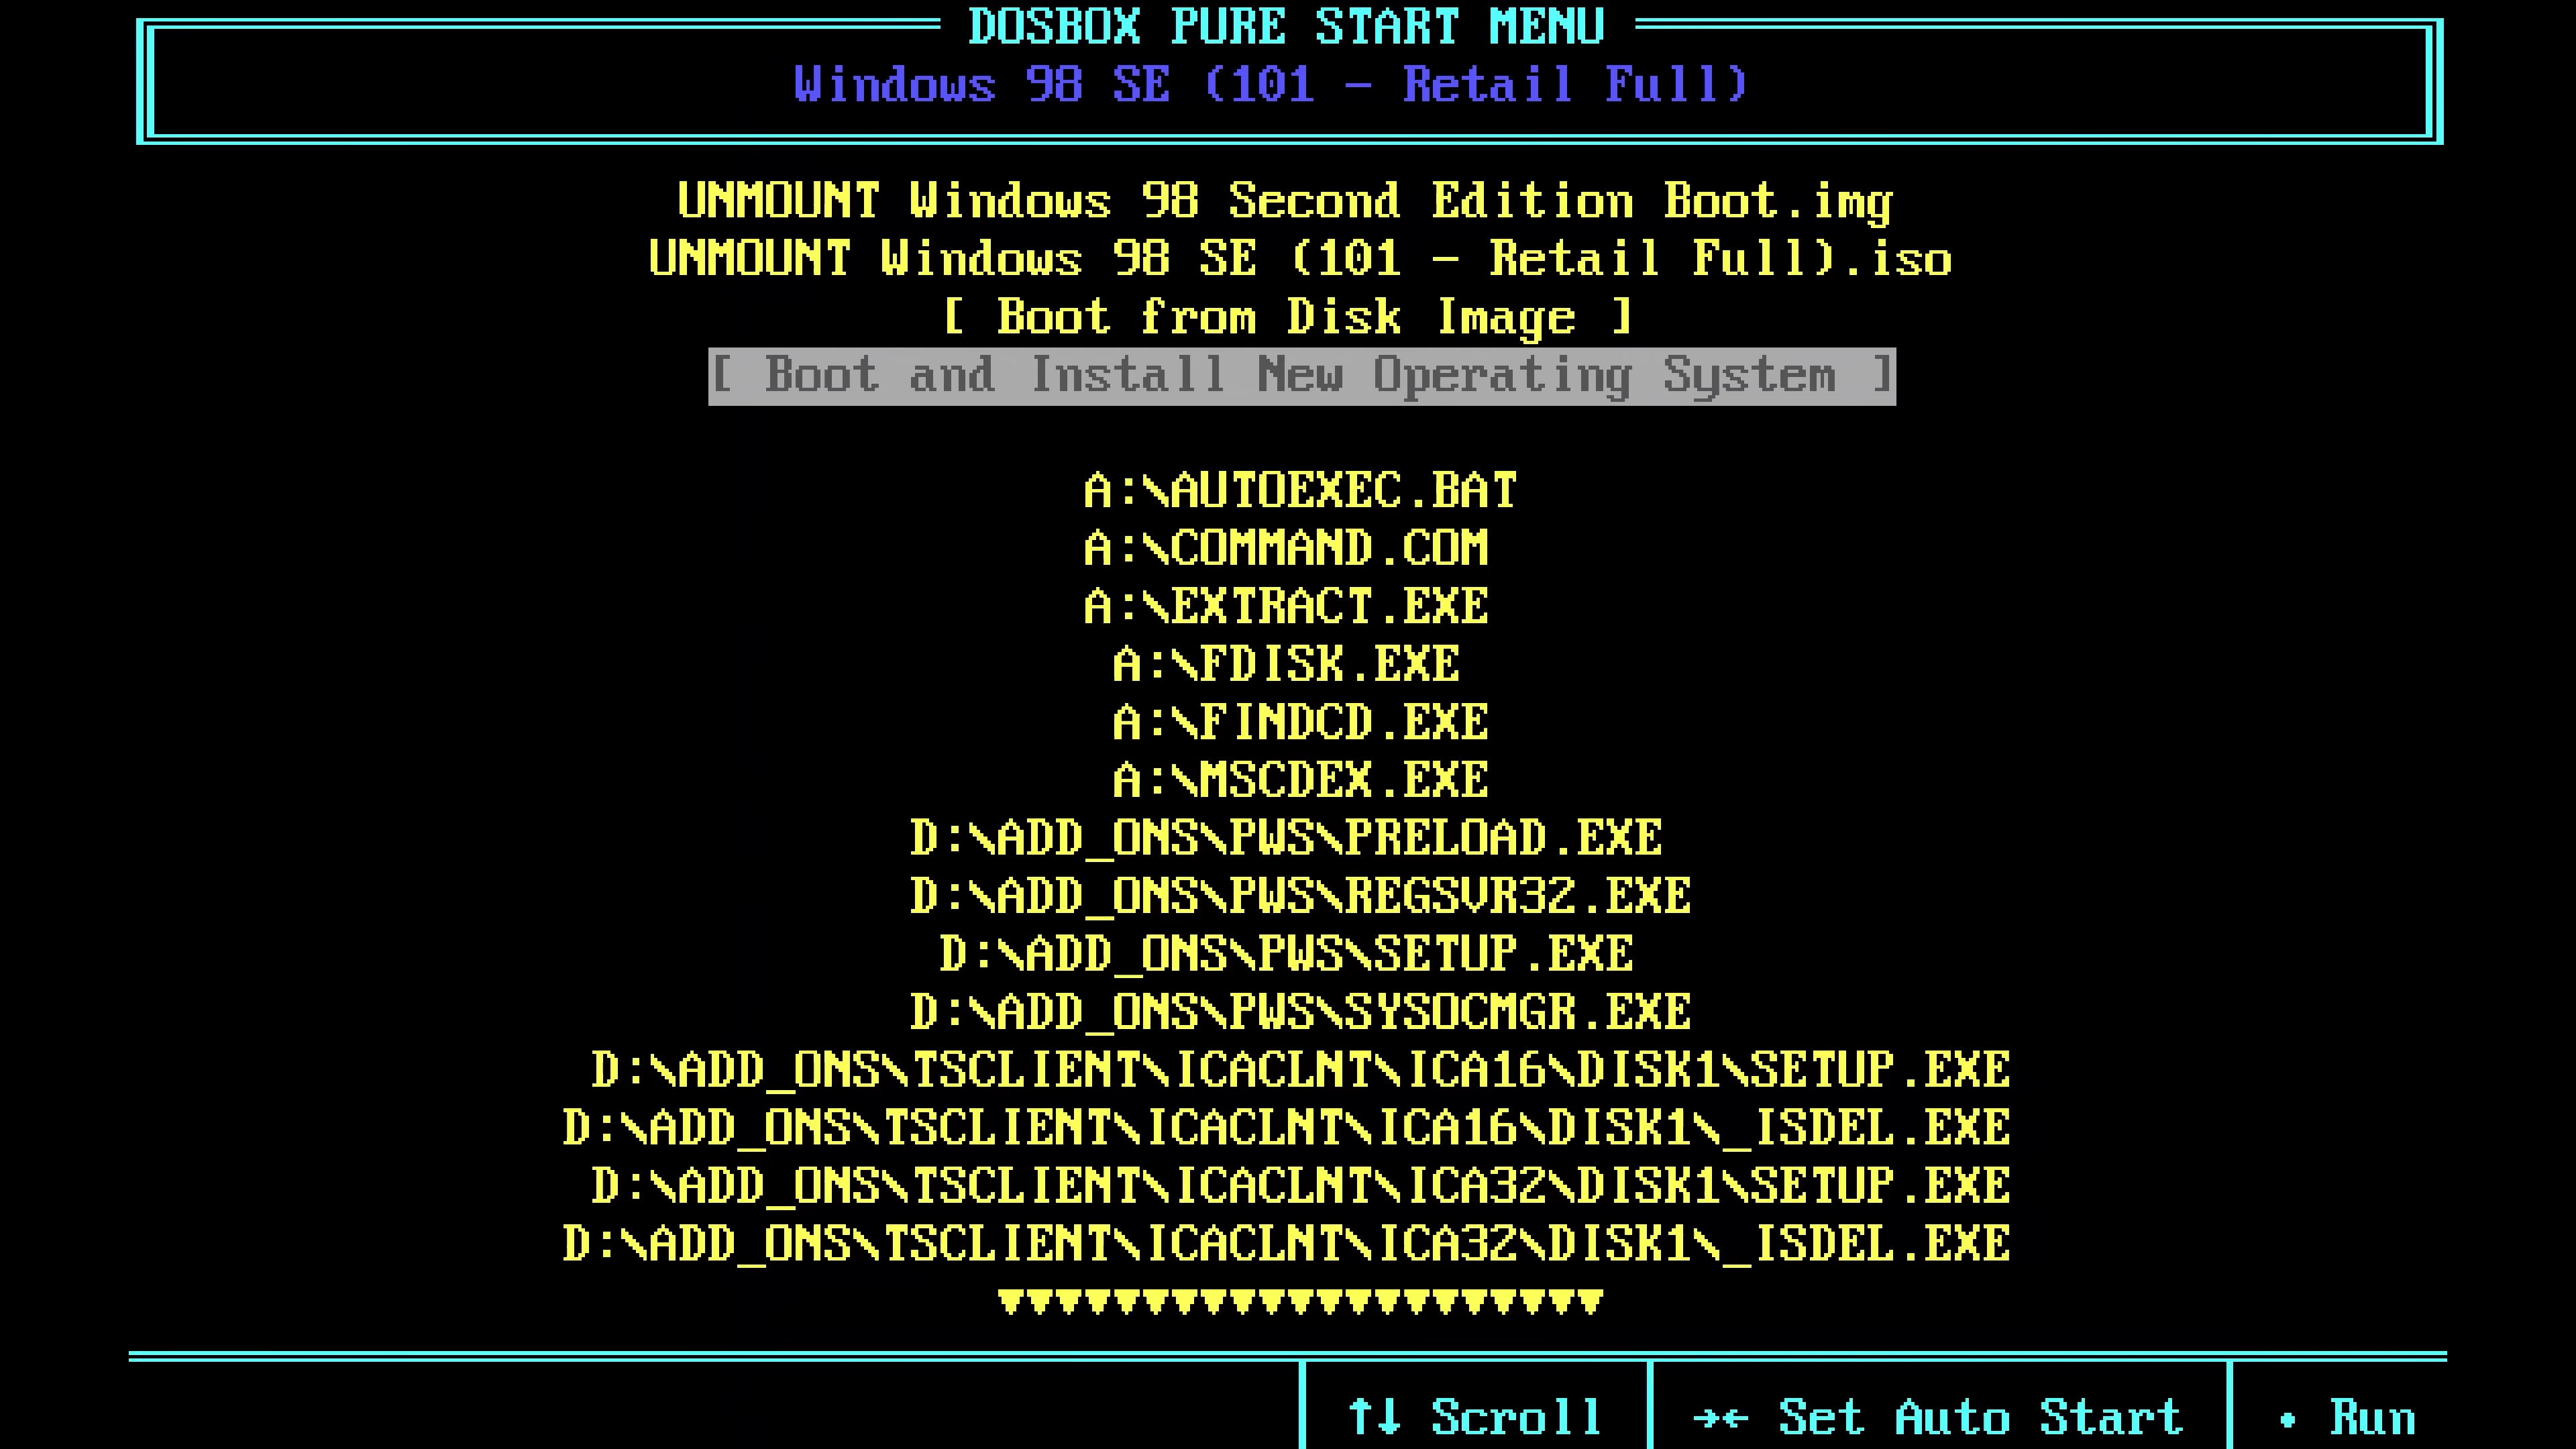 DOSBOX PURE START MENU
Windows 98 SE (101 - Retail Full)
UNMOUNT Windows 98 Second Edition Boot.img
UNMOUNT Windows 98 SE (101 - Retail Full).iso
[ Boot from Disk Image ]
[ Boot and Install New Operating System ]
A:\AUTOEXEC.BAT
A:\COMMAND.COM
A:\EXTRACT.EXE
A:\FDISK.EXE
A:\FINDCD.EXE
A:\MSCDEX.EXE
D:\ADD_ONS\PWS\PRELOAD.EXE
D:\ADD_ONS\PWS\REGSVR32.EXE
D:\ADD_ONS\PWS\SETUP.EXE
D:\ADD_ONS\PWS\SYSOCMGR.EXE
D:\ADD_ONS\TSCLIENT\ICACLNT\ICA16\DISK1\SETUP.EXE
D:\ADD_ONS\TSCLIENT\ICACLNT\ICA16\DISK1\_ISDEL.EXE
D:\ADD_ONS\TSCLIENT\ICACLNT\ICA32\DISK1\SETUP.EXE
D:\ADD_ONS\TSCLIENT\ICACLNT\ICA32\DISK1\_ISDEL.EXE
▼▼▼▼▼▼▼▼▼▼▼▼▼▼▼▼▼▼▼▼▼
↑↓ Scroll
→← Set Auto Start
• Run